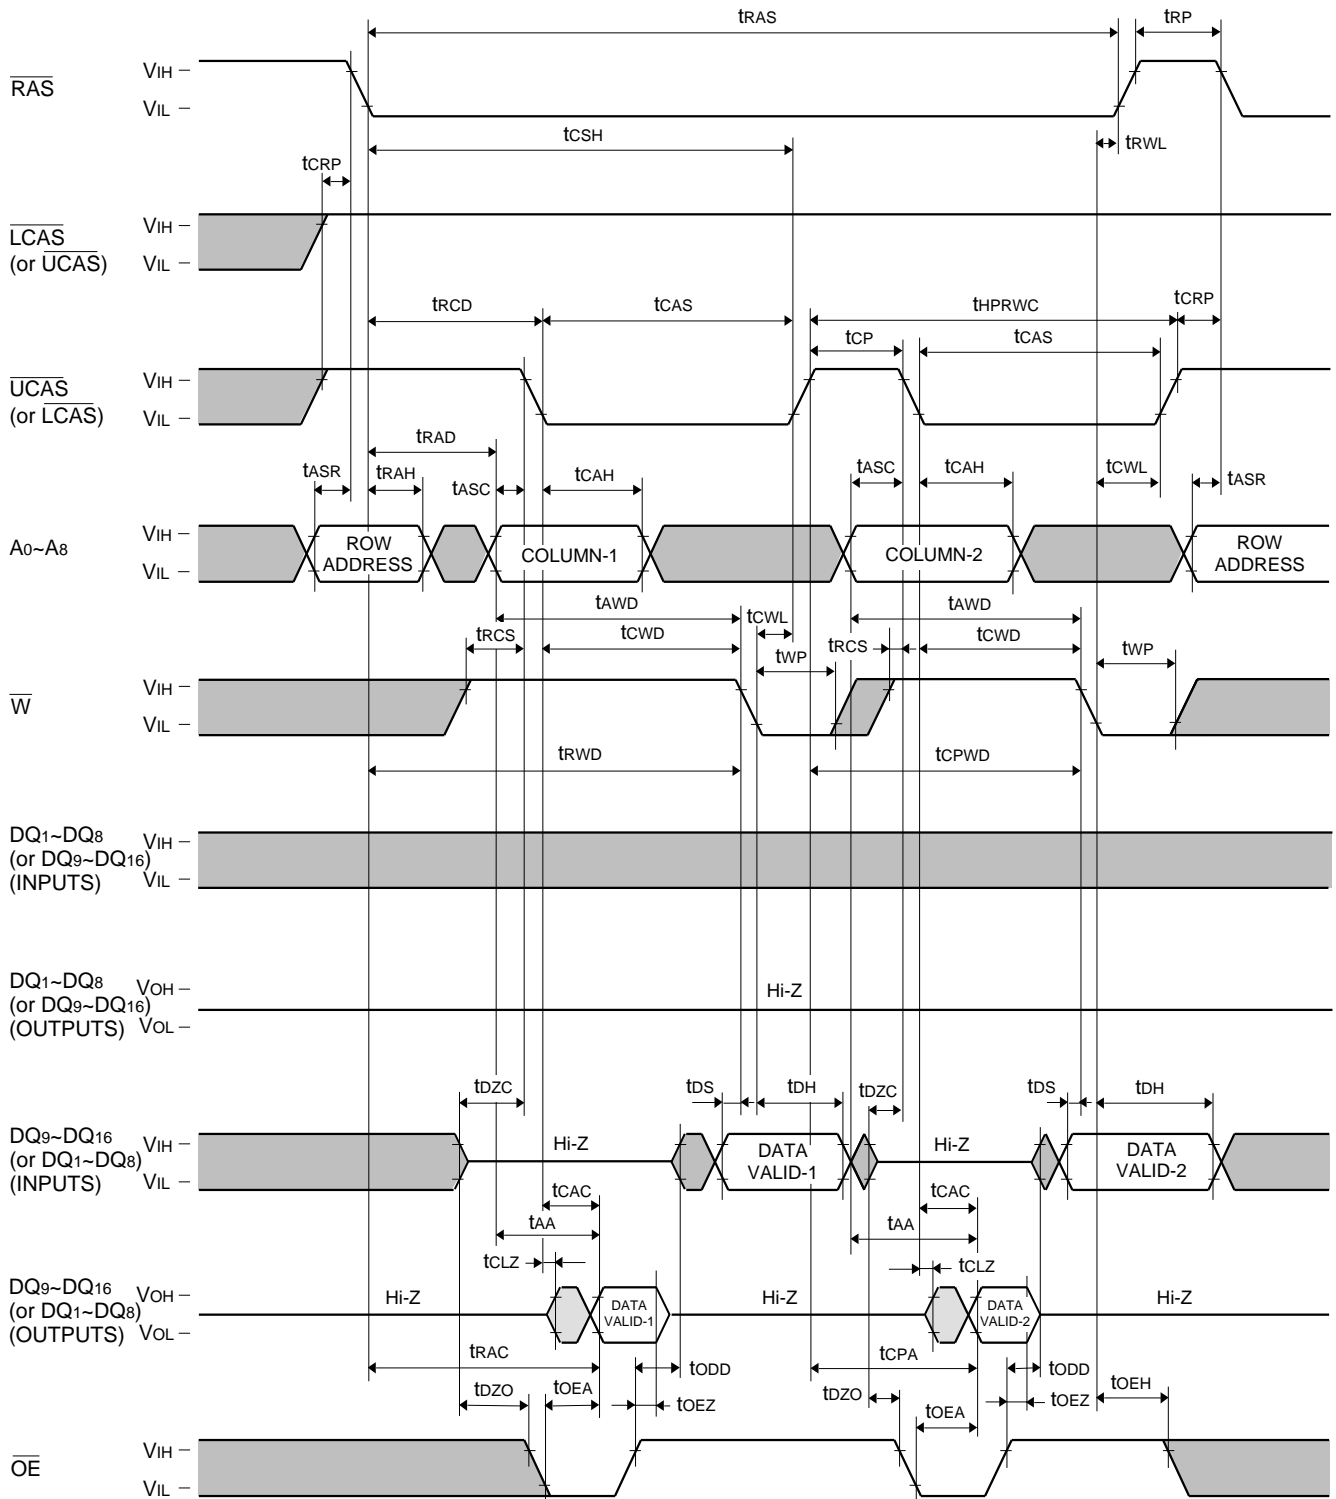 tRAS tRP
RAS VIH
VIL
tCSH tRWL
tCRP
LCAS VIH
(or UCAS) VIL
tRCD tCAS tHPRWC tCRP
tCP tCAS
UCAS VIH
(or LCAS) VIL
tRAD
tASR tRAH tASC tCAH tASC tCAH tCWL tASR
A0~A8 VIH
VIL
ROW ADDRESS COLUMN-1 COLUMN-2 ROW ADDRESS
tAWD tCWL tAWD
tRCS tCWD tWP tRCS tCWD tWP
W VIH
VIL
tRWD tCPWD
DQ1~DQ8
(or DQ9~DQ16) VIH
(INPUTS) VIL
DQ1~DQ8 VOH
(or DQ9~DQ16) Hi-Z
(OUTPUTS) VOL
tDZC tDS tDH tDZC tDS tDH
DQ9~DQ16 VIH
(or DQ1~DQ8) Hi-Z DATA VALID-1 Hi-Z DATA VALID-2
(INPUTS) VIL
tCAC tCAC
tAA tAA
tCLZ tCLZ
DQ9~DQ16 VOH
(or DQ1~DQ8) Hi-Z DATA VALID-1 Hi-Z DATA VALID-2 Hi-Z
(OUTPUTS) VOL
tRAC tODD tCPA tODD
tDZO tOEA tOEZ tDZO tOEA tOEZ tOEH
OE VIH
VIL